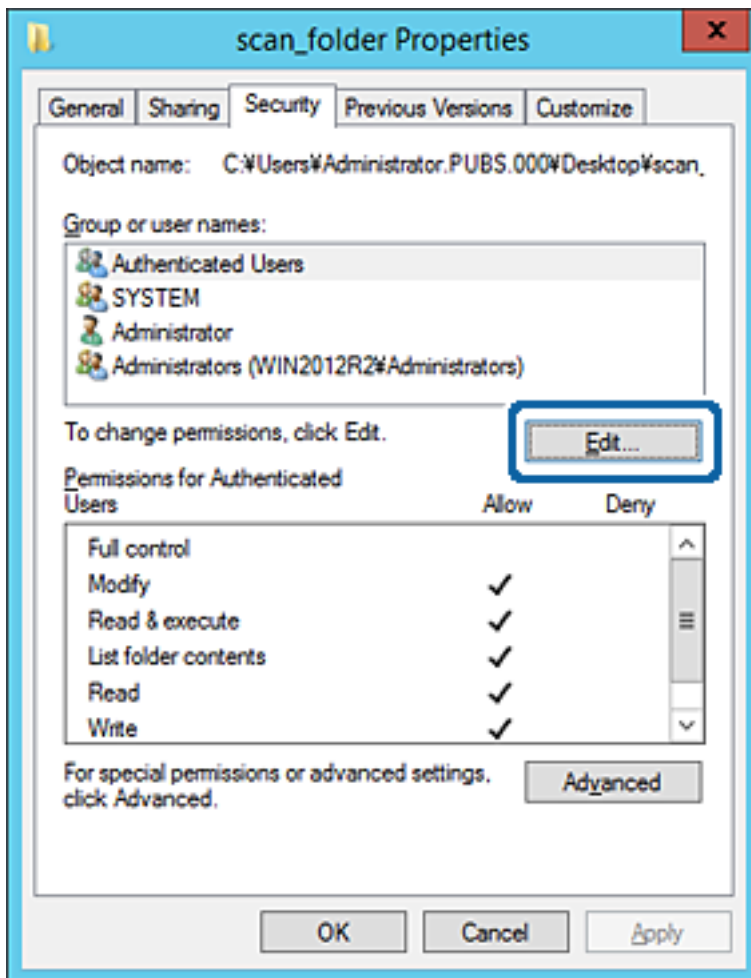 scan_folder Properties
x
General Sharing Security Previous Versions Customize
Object name: C:¥Users¥Administrator.PUBS.000¥Desktop¥scan_
Group or user names:
Authenticated Users
SYSTEM
Administrator
Administrators (WIN2012R2¥Administrators)
To change permissions, click Edit.
Edit...
Permissions for Authenticated
Users Allow Deny
Full control
Modify
Read & execute
List folder contents
Read
Write
For special permissions or advanced settings,
click Advanced.
Advanced
OK Cancel Apply